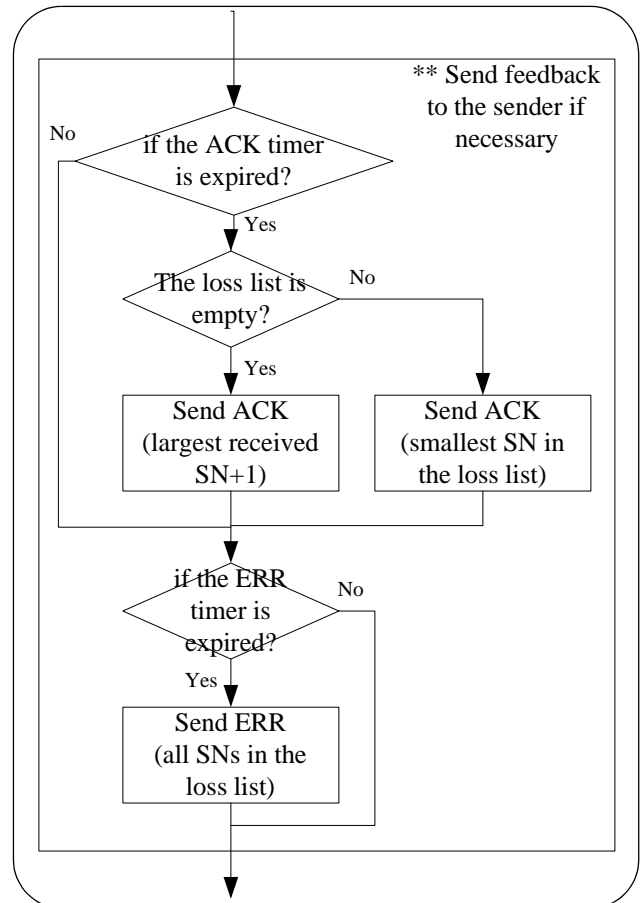 ** Send feedback
to the sender if
necessary
No
if the ACK timer
is expired?
Yes
The loss list is
empty?
No
Yes
Send ACK
(largest received
SN+1)
Send ACK
(smallest SN in
the loss list)
if the ERR
timer is
expired?
No
Yes
Send ERR
(all SNs in the
loss list)